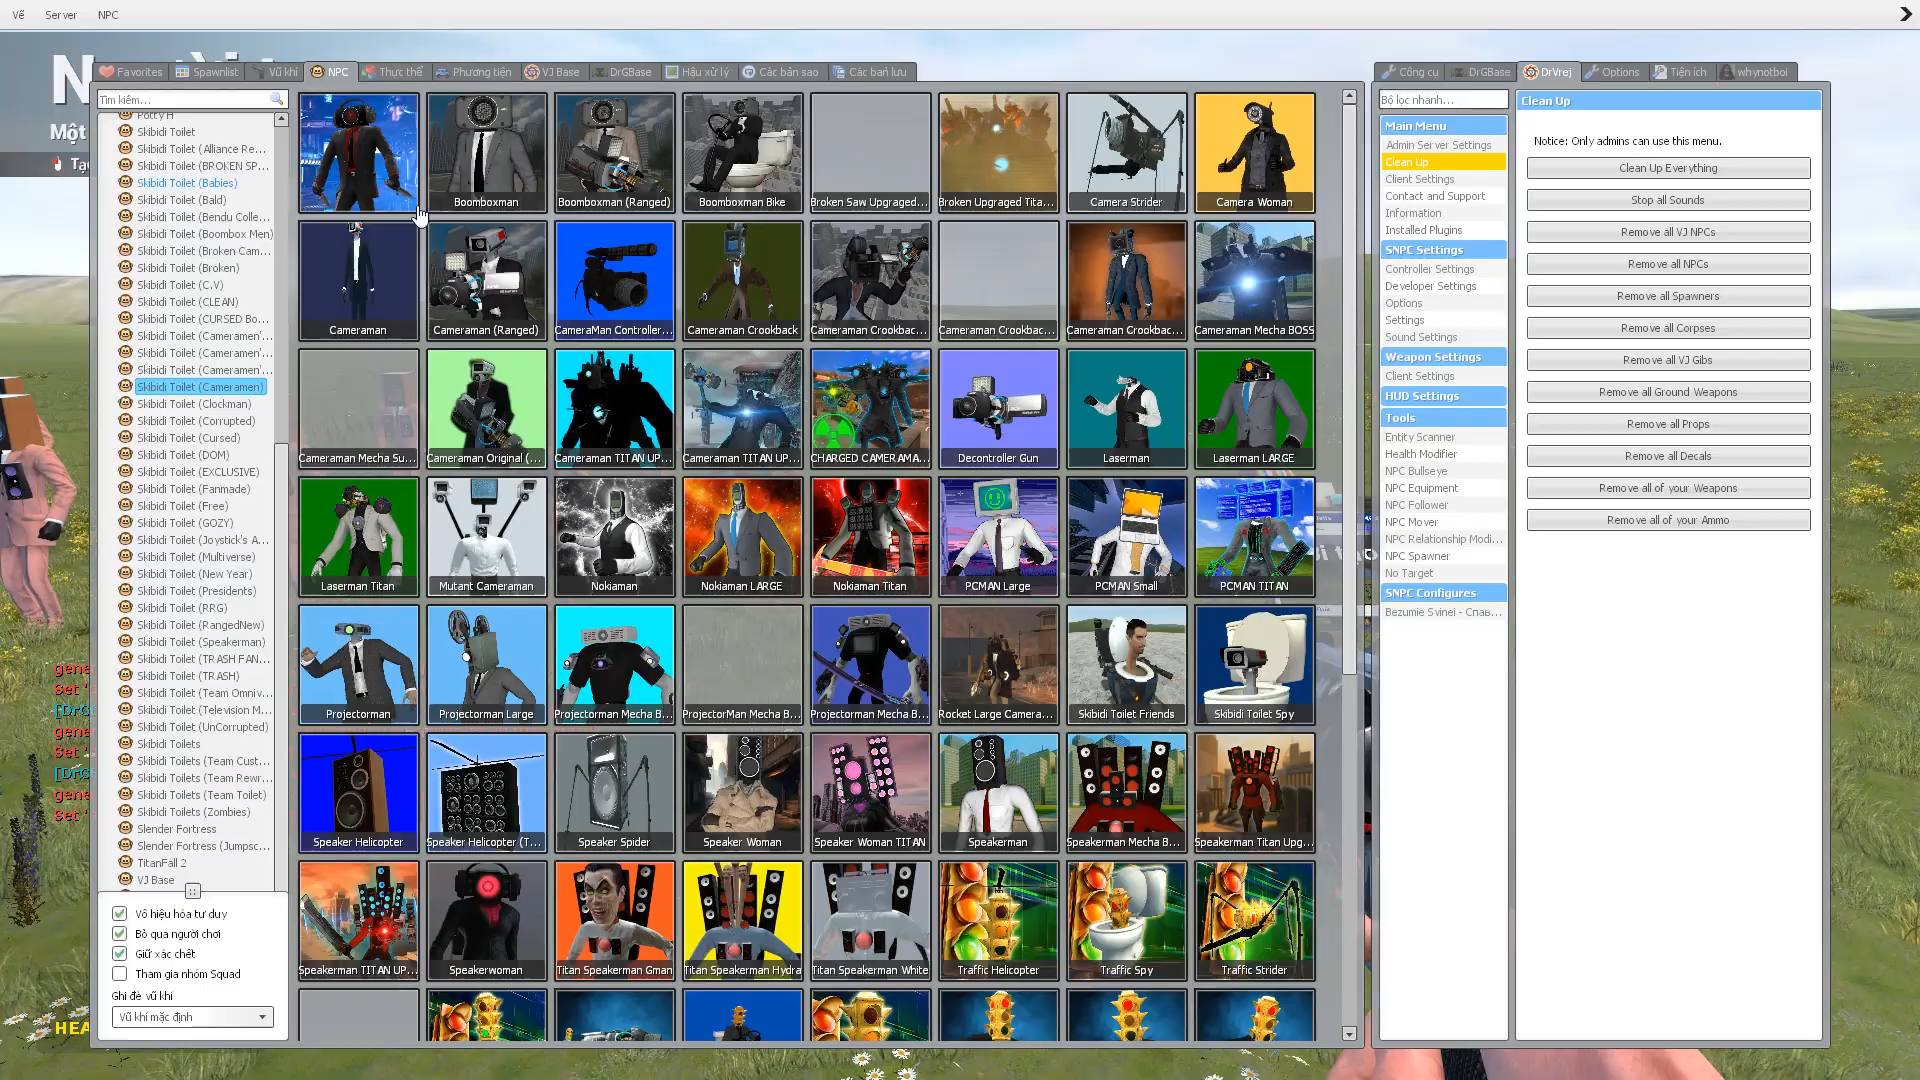 Vẽ Server NPC
Favorites Spawnlist Vũ khí NPC Thực thể Phương tiện VJ Base DrGBase Hậu xử lý Các bản sao Các bản lưu
Công cụ DrGBase DrVrej Options Tiện ích whynotboi
Một
Tìm kiếm...
Potty H
Skibidi Toilet
Skibidi Toilet (Alliance Re...
Skibidi Toilet (BROKEN SP...
Skibidi Toilet (Babies)
Skibidi Toilet (Bald)
Skibidi Toilet (Bendu Colle...
Skibidi Toilet (Boombox Men)
Skibidi Toilet (Broken Cam...
Skibidi Toilet (Broken)
Skibidi Toilet (C.V)
Skibidi Toilet (CLEAN)
Skibidi Toilet (CURSED Bo...
Skibidi Toilet (Cameramen'...
Skibidi Toilet (Cameramen'...
Skibidi Toilet (Cameramen'...
Skibidi Toilet (Cameramen)
Skibidi Toilet (Clockman)
Skibidi Toilet (Corrupted)
Skibidi Toilet (Cursed)
Skibidi Toilet (DOM)
Skibidi Toilet (EXCLUSIVE)
Skibidi Toilet (Fanmade)
Skibidi Toilet (Free)
Skibidi Toilet (GOZY)
Skibidi Toilet (Joystick's A...
Skibidi Toilet (Multiverse)
Skibidi Toilet (New Year)
Skibidi Toilet (Presidents)
Skibidi Toilet (RRG)
Skibidi Toilet (RangedNew)
Skibidi Toilet (Speakerman)
Skibidi Toilet (TRASH FAN...
Skibidi Toilet (TRASH)
Skibidi Toilet (Team Omniv...
Skibidi Toilet (Television M...
Skibidi Toilet (UnCorrupted)
Skibidi Toilets
Skibidi Toilets (Team Cust...
Skibidi Toilets (Team Rewr...
Skibidi Toilets (Team Toilet)
Skibidi Toilets (Zombies)
Slender Fortress
Slender Fortress (Jumpsc...
TitanFall 2
VJ Base
Vô hiệu hóa tư duy
Bỏ qua người chơi
Giữ xác chết
Tham gia nhóm Squad
Ghi đè vũ khí
Vũ khí mặc định
Boomboxman Boomboxman (Ranged) Boomboxman Bike Broken Saw Upgraded... Broken Upgraded Tita... Camera Strider Camera Woman
Cameraman Cameraman (Ranged) CameraMan Controller... Cameraman Crookback Cameraman Crookbac... Cameraman Crookbac... Cameraman Crookbac... Cameraman Mecha BOSS
Cameraman Mecha Su... Cameraman Original (... Cameraman TITAN UP... Cameraman TITAN UP... CHARGED CAMERAMA... Decontroller Gun Laserman Laserman LARGE
Laserman Titan Mutant Cameraman Nokiaman Nokiaman LARGE Nokiaman Titan PCMAN Large PCMAN Small PCMAN TITAN
Projectorman Projectorman Large Projectorman Mecha B... ProjectorMan Mecha B... Projectorman Mecha B... Rocket Large Camera... Skibidi Toilet Friends Skibidi Toilet Spy
Speaker Helicopter Speaker Helicopter (T... Speaker Spider Speaker Woman Speaker Woman TITAN Speakerman Speakerman Mecha B... Speakerman Titan Upg...
Speakerman TITAN UP... Speakerwoman Titan Speakerman Gman Titan Speakerman Hydra Titan Speakerman White Traffic Helicopter Traffic Spy Traffic Strider
Bộ lọc nhanh...
Main Menu
Admin Server Settings
Clean Up
Client Settings
Contact and Support
Information
Installed Plugins
SNPC Settings
Controller Settings
Developer Settings
Options
Settings
Sound Settings
Weapon Settings
Client Settings
HUD Settings
Tools
Entity Scanner
Health Modifier
NPC Bullseye
NPC Equipment
NPC Follower
NPC Mover
NPC Relationship Modi...
NPC Spawner
No Target
SNPC Configures
Bezumie Svinei - Спав...
Clean Up
Notice: Only admins can use this menu.
Clean Up Everything
Stop all Sounds
Remove all VJ NPCs
Remove all NPCs
Remove all Spawners
Remove all Corpses
Remove all VJ Gibs
Remove all Ground Weapons
Remove all Props
Remove all Decals
Remove all of your Weapons
Remove all of your Ammo